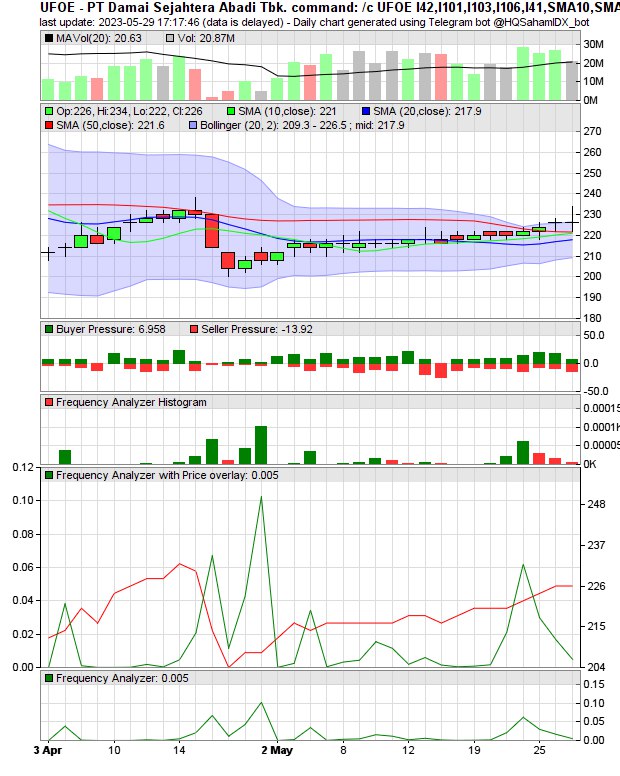 UFOE - PT Damai Sejahtera Abadi Tbk. command: /c UFOE I42,I101,I103,I106,I41,SMA10,SMA
last update: 2023-05-29 17:17:46 (data is delayed) - Daily chart generated using Telegram bot @HQSahamIDX_bot
MAVol(20): 20.63 Vol: 20.87M
30M
20M
10M
0M
Op:226, Hi:234, Lo:222, Cl:226 SMA (10,close): 221 SMA (20,close): 217.9
SMA (50,close): 221.6 Bollinger (20, 2): 209.3 - 226.5 ; mid: 217.9
270
260
250
240
230
220
210
200
190
180
Buyer Pressure: 6.958 Seller Pressure: -13.92
50.0
0.0
-50.0
Frequency Analyzer Histogram
0.00015
0.0001K
0.00005
0K
Frequency Analyzer with Price overlay: 0.005
0.12
0.10
0.08
0.06
0.04
0.02
0.00
248
237
226
215
204
Frequency Analyzer: 0.005
0.15
0.10
0.05
0.00
3 Apr 10 14 2 May 8 12 19 25